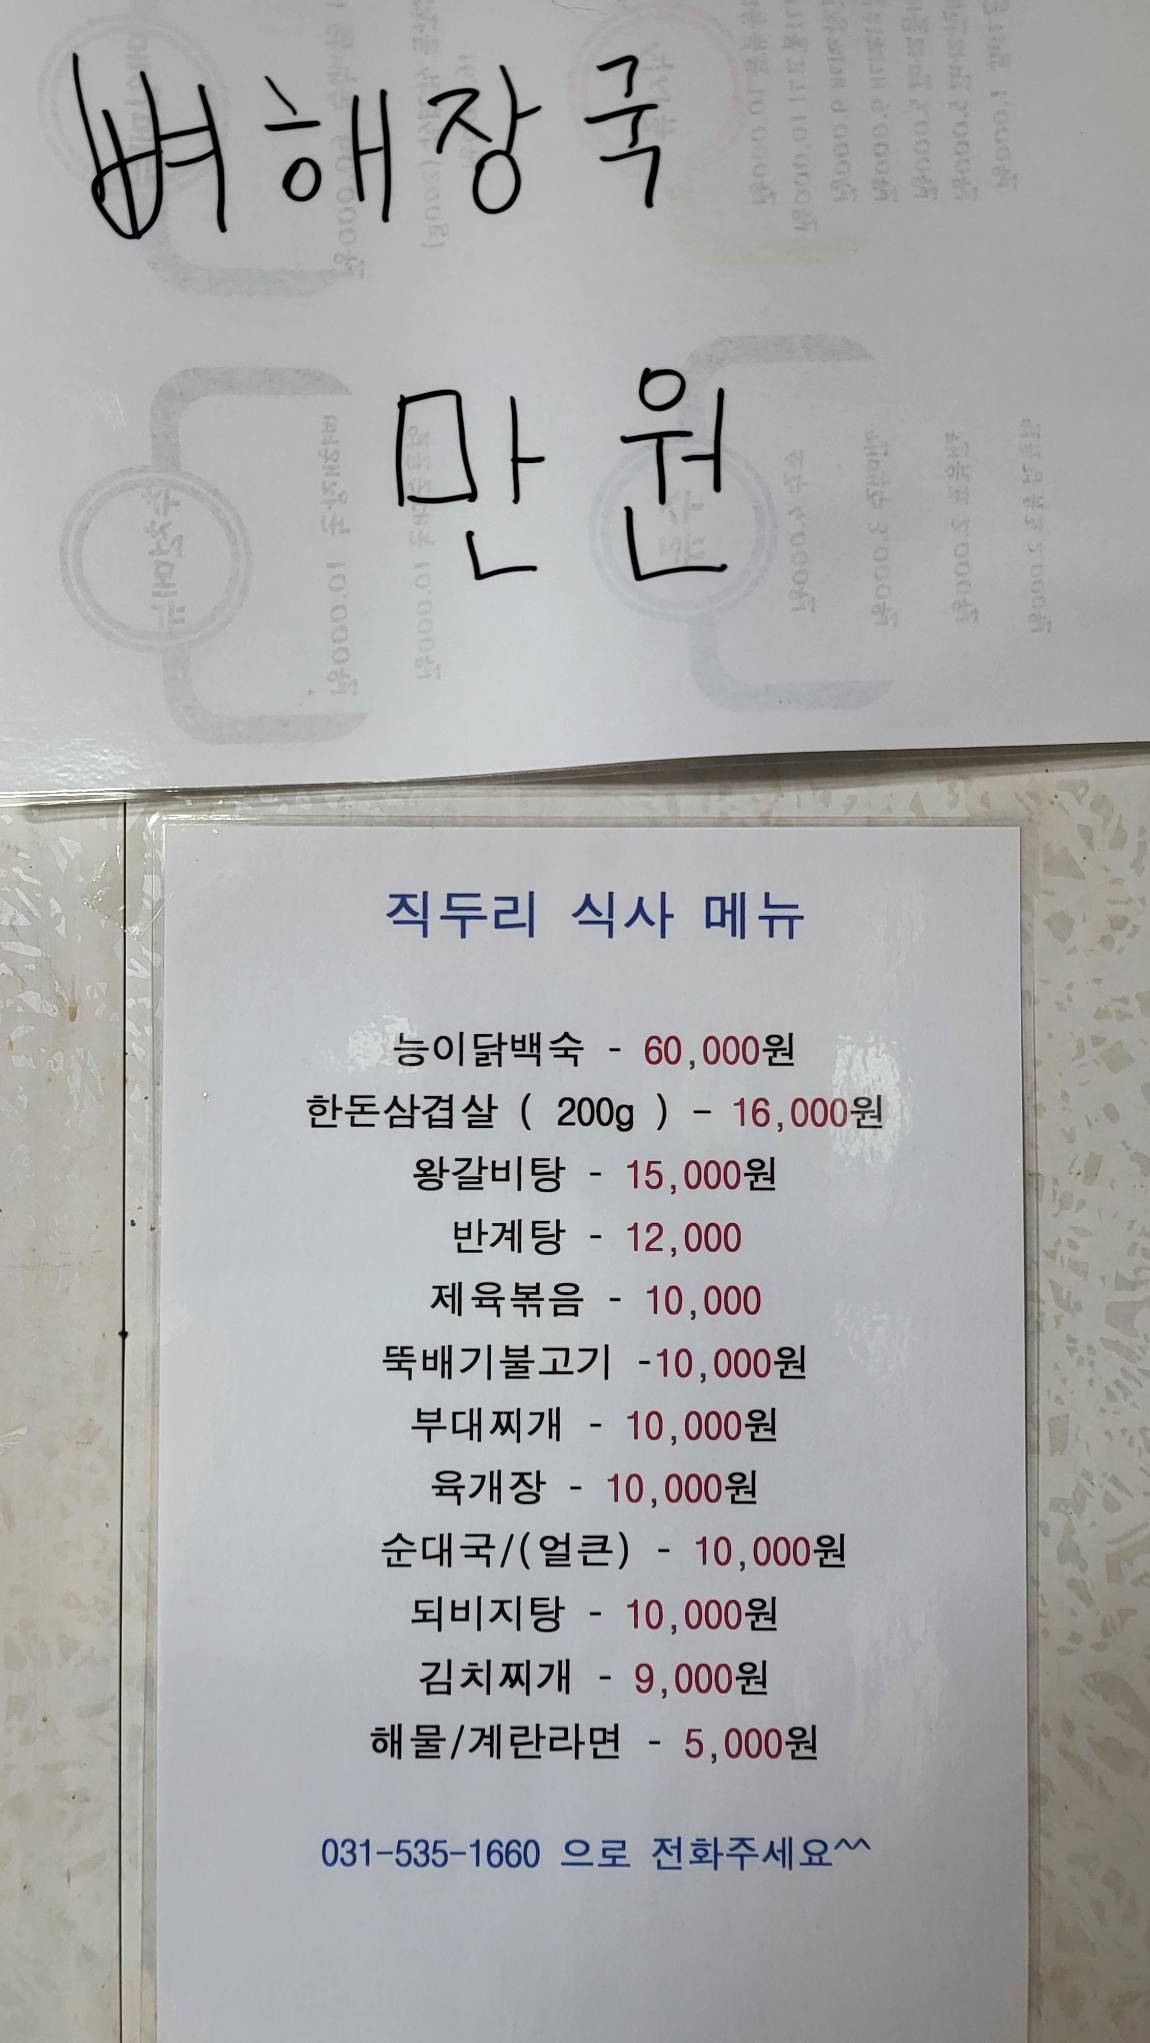 뼈해장국
만원
직두리 식사 메뉴
능이닭백숙 - 60,000원
한돈삼겹살 ( 200g ) - 16,000원
왕갈비탕 - 15,000원
반계탕 - 12,000
제육볶음 - 10,000
뚝배기불고기 -10,000원
부대찌개 - 10,000원
육개장 - 10,000원
순대국/(얼큰) - 10,000원
되비지탕 - 10,000원
김치찌개 - 9,000원
해물/계란라면 - 5,000원
031-535-1660 으로 전화주세요^^